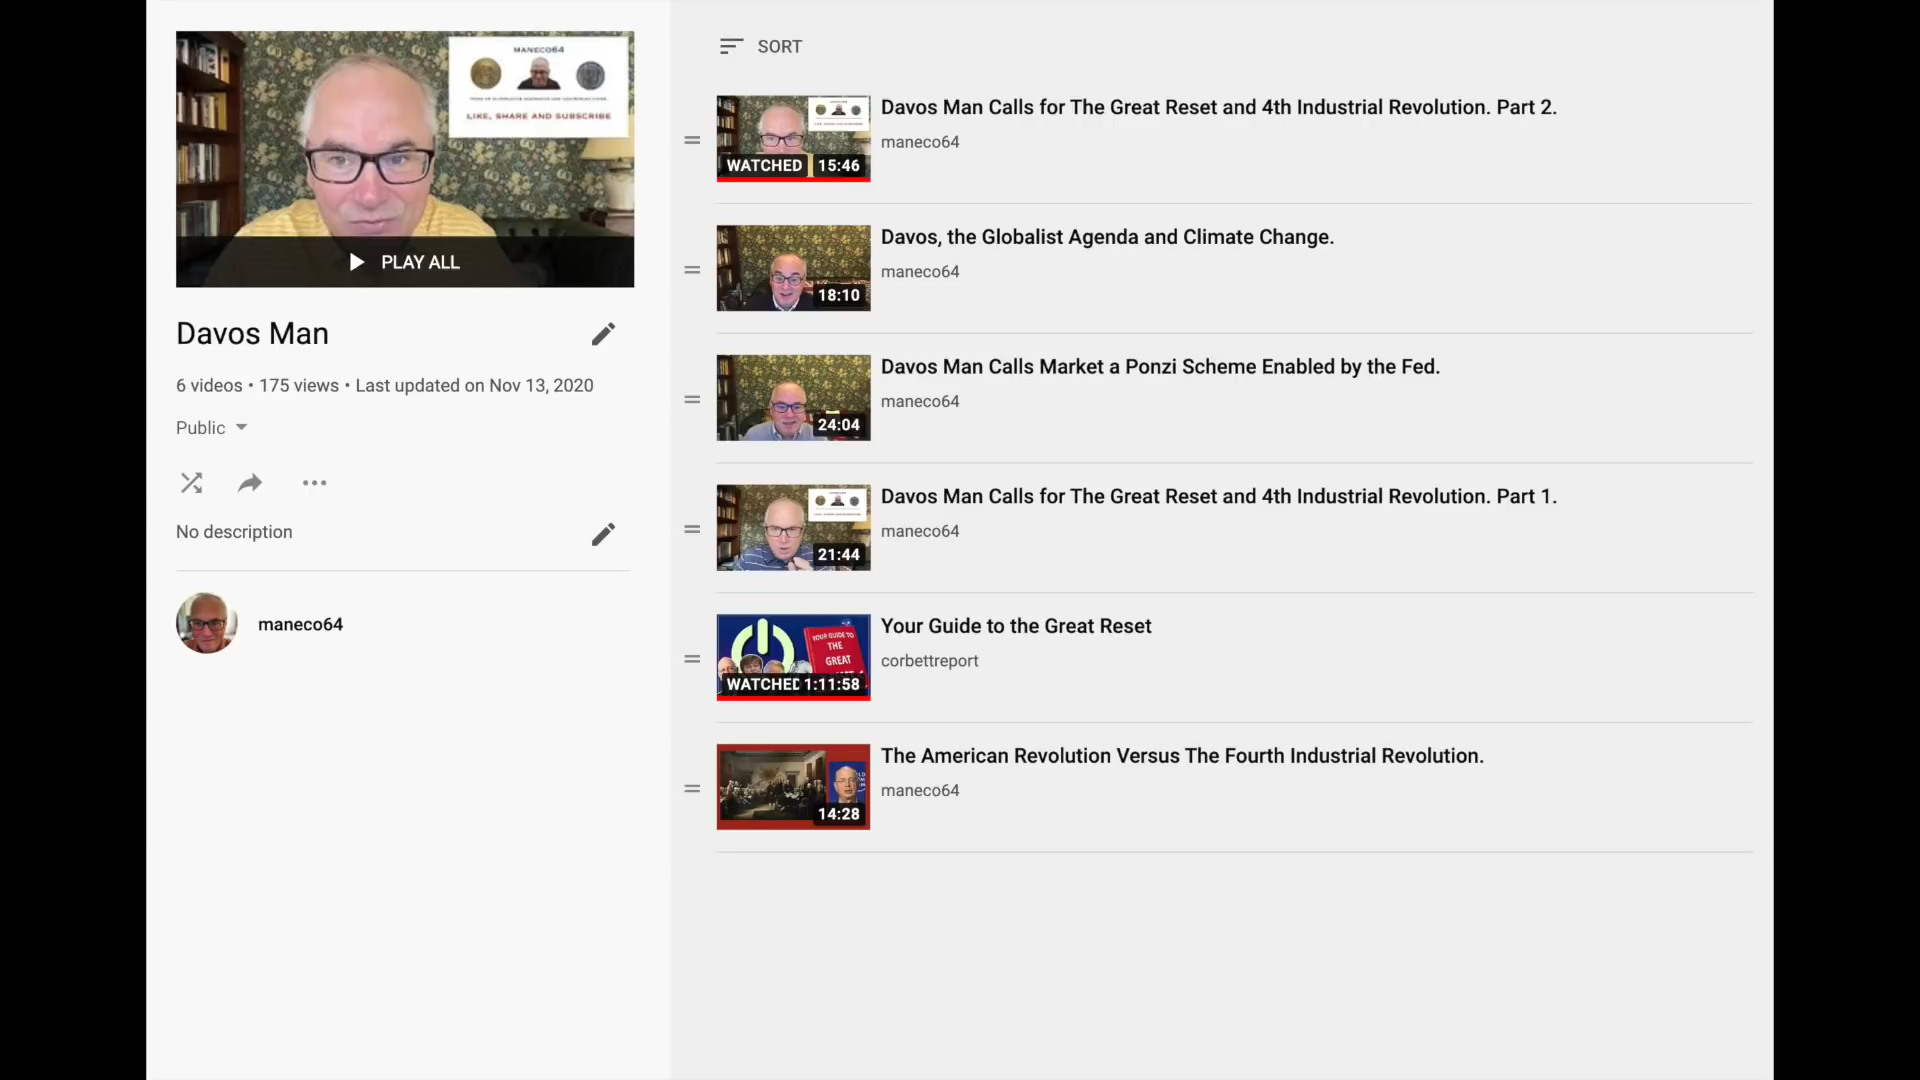 MANECO64
LIKE, SHARE AND SUBSCRIBE
PLAY ALL
Davos Man
6 videos • 175 views • Last updated on Nov 13, 2020
Public
No description
maneco64
SORT
Davos Man Calls for The Great Reset and 4th Industrial Revolution. Part 2.
maneco64
WATCHED 15:46
Davos, the Globalist Agenda and Climate Change.
maneco64
18:10
Davos Man Calls Market a Ponzi Scheme Enabled by the Fed.
maneco64
24:04
Davos Man Calls for The Great Reset and 4th Industrial Revolution. Part 1.
maneco64
21:44
Your Guide to the Great Reset
corbettreport
YOUR GUIDE TO
THE
GREAT
WATCHED 1:11:58
The American Revolution Versus The Fourth Industrial Revolution.
maneco64
14:28